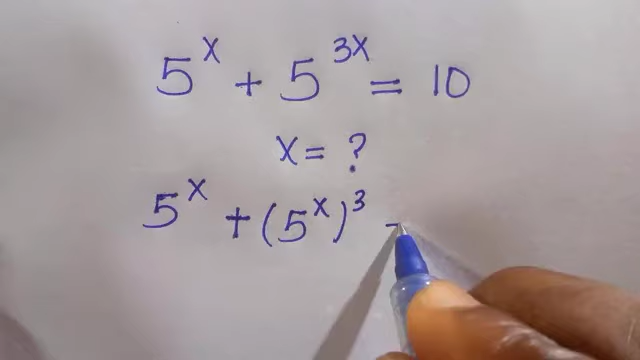 5^x + 5^{3x} = 10
x = ?
5^x + (5^x)^3 -